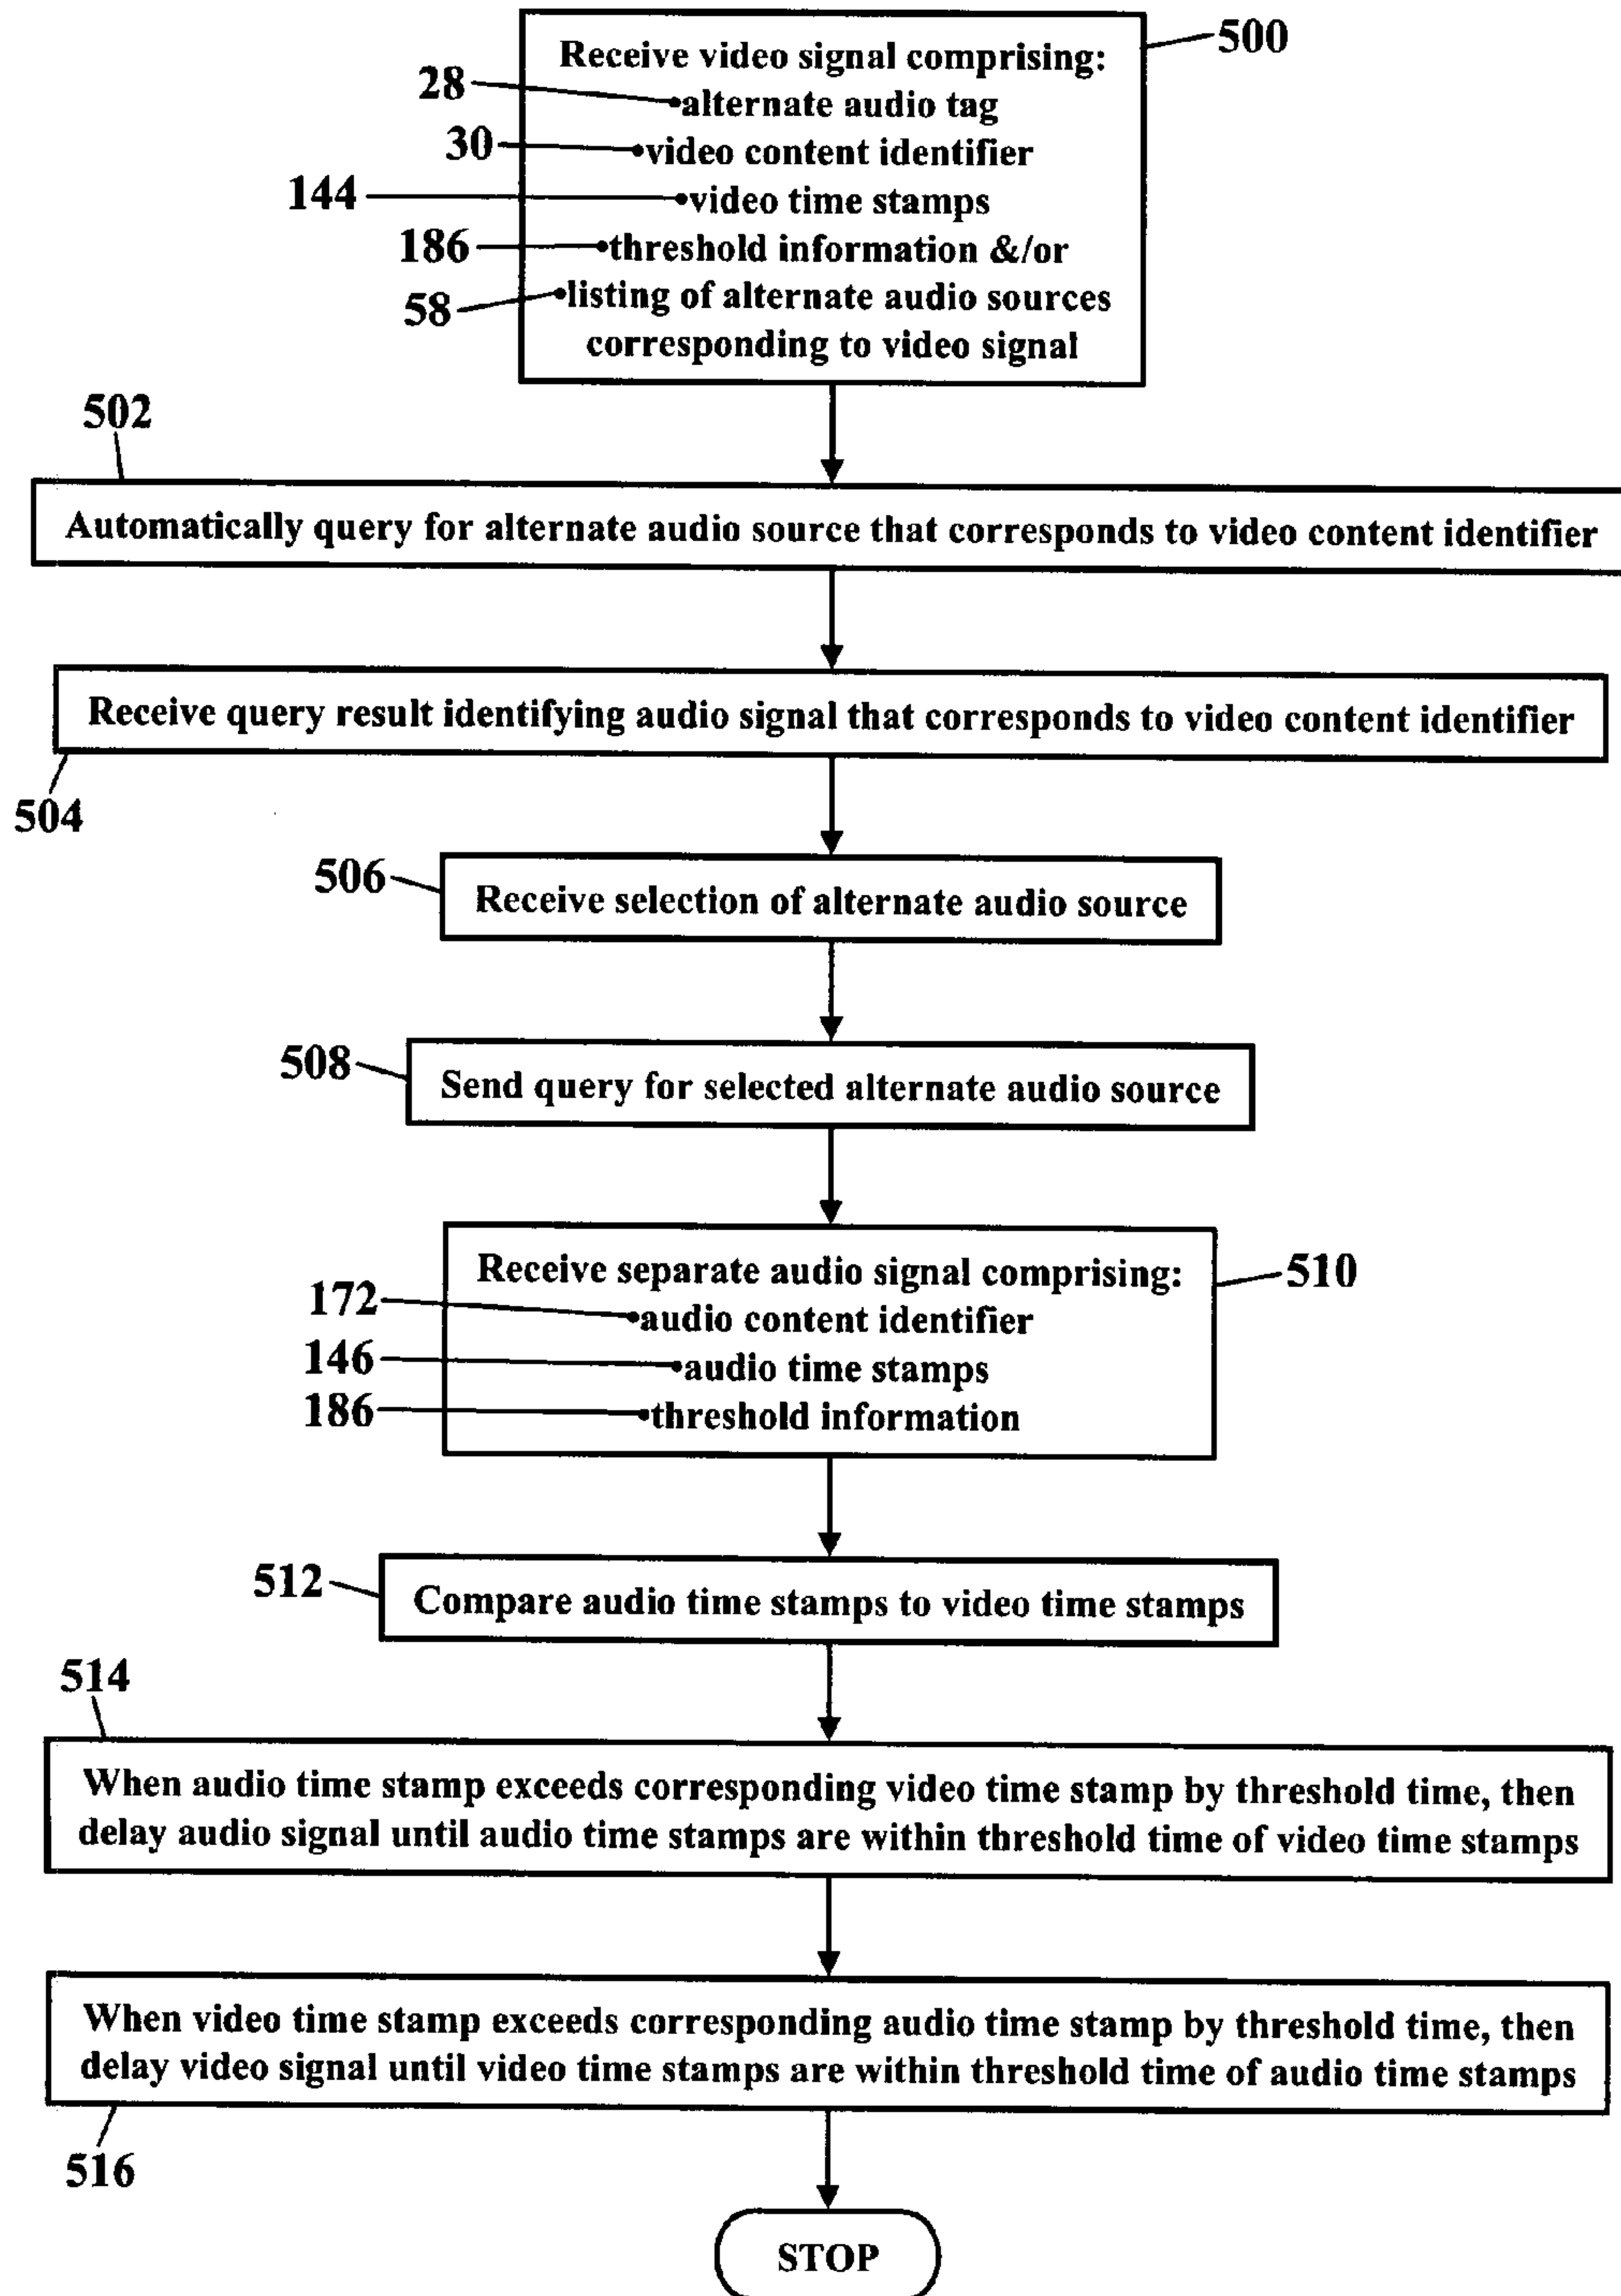 Receive video signal comprising:
500
28
•alternate audio tag
30
•video content identifier
144
•video time stamps
186
•threshold information &/or
58
•listing of alternate audio sources
corresponding to video signal
502
Automatically query for alternate audio source that corresponds to video content identifier
Receive query result identifying audio signal that corresponds to video content identifier
504
506
Receive selection of alternate audio source
508
Send query for selected alternate audio source
Receive separate audio signal comprising:
510
172
•audio content identifier
146
•audio time stamps
186
•threshold information
512
Compare audio time stamps to video time stamps
514
When audio time stamp exceeds corresponding video time stamp by threshold time, then
delay audio signal until audio time stamps are within threshold time of video time stamps
When video time stamp exceeds corresponding audio time stamp by threshold time, then
delay video signal until video time stamps are within threshold time of audio time stamps
516
STOP